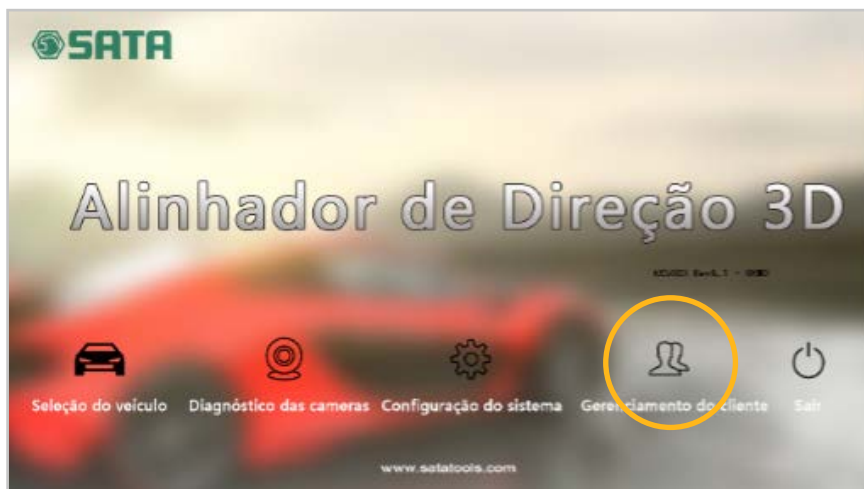 SATA
Alinhador de Direção 3D
Seleção do veículo Diagnóstico das cameras Configuração do sistema Gerenciamento do cliente Sair
www.satatools.com